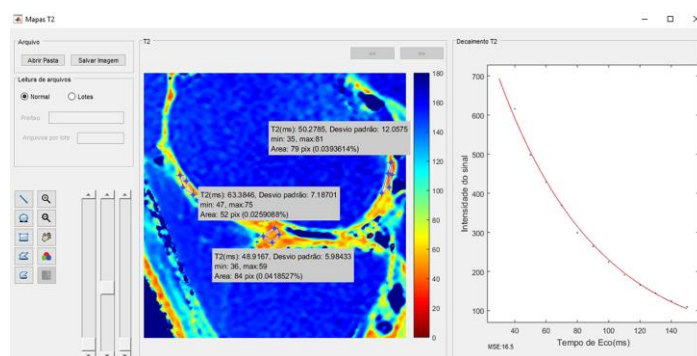 Mapas T2
Arquivo
Abrir Pasta
Salvar Imagem
Leitura de arquivos
Normal
Lotes
Prefixo
Arquivos por lote
T2
<<
>>
T2(ms): 50.2785, Desvio padrão: 12.0575
min: 35, max:81
Area: 79 pix (0.0393614%)
T2(ms): 63.3846, Desvio padrão: 7.18701
min: 47, max:75
Area: 52 pix (0.0259088%)
T2(ms): 48.9167, Desvio padrão: 5.98433
min: 36, max:59
Area: 84 pix (0.0418527%)
180
160
140
120
100
80
60
40
20
0
Decaimento T2
700
600
500
400
300
200
100
Intensidade do sinal
40
60
80
100
120
140
Tempo de Eco(ms)
MSE:16.5